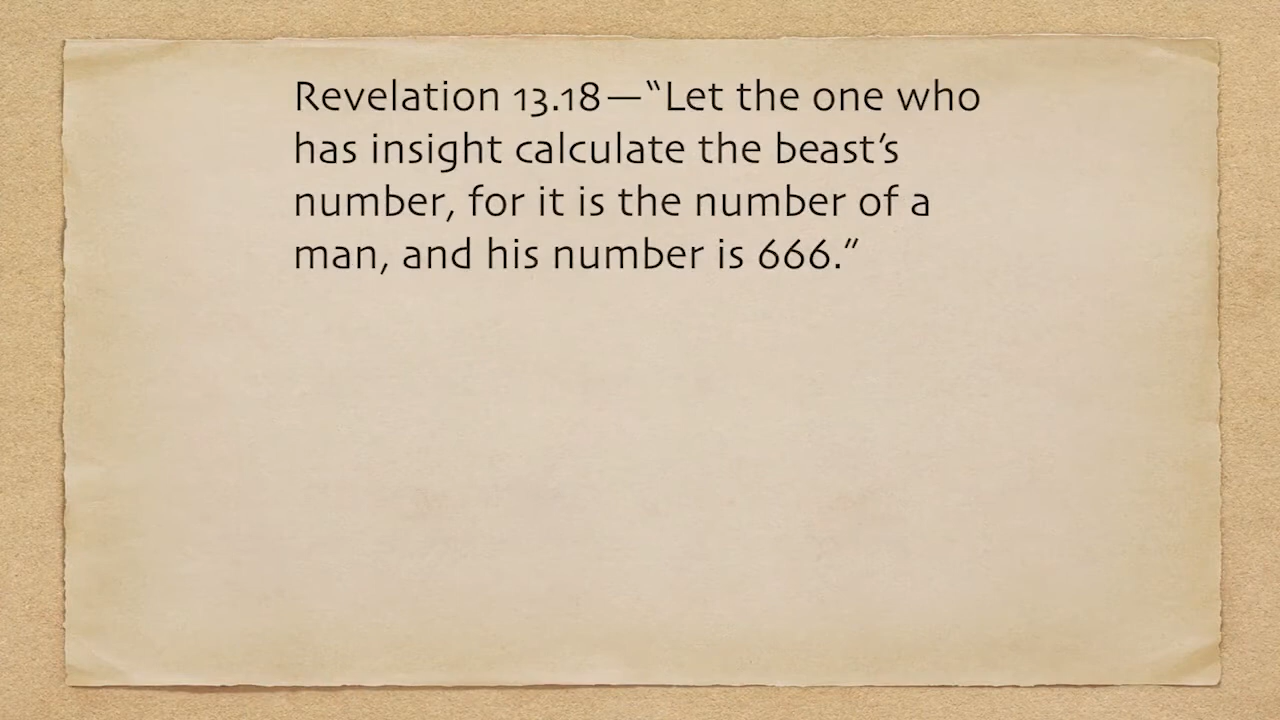 Revelation 13.18—“Let the one who
has insight calculate the beast’s
number, for it is the number of a
man, and his number is 666.”